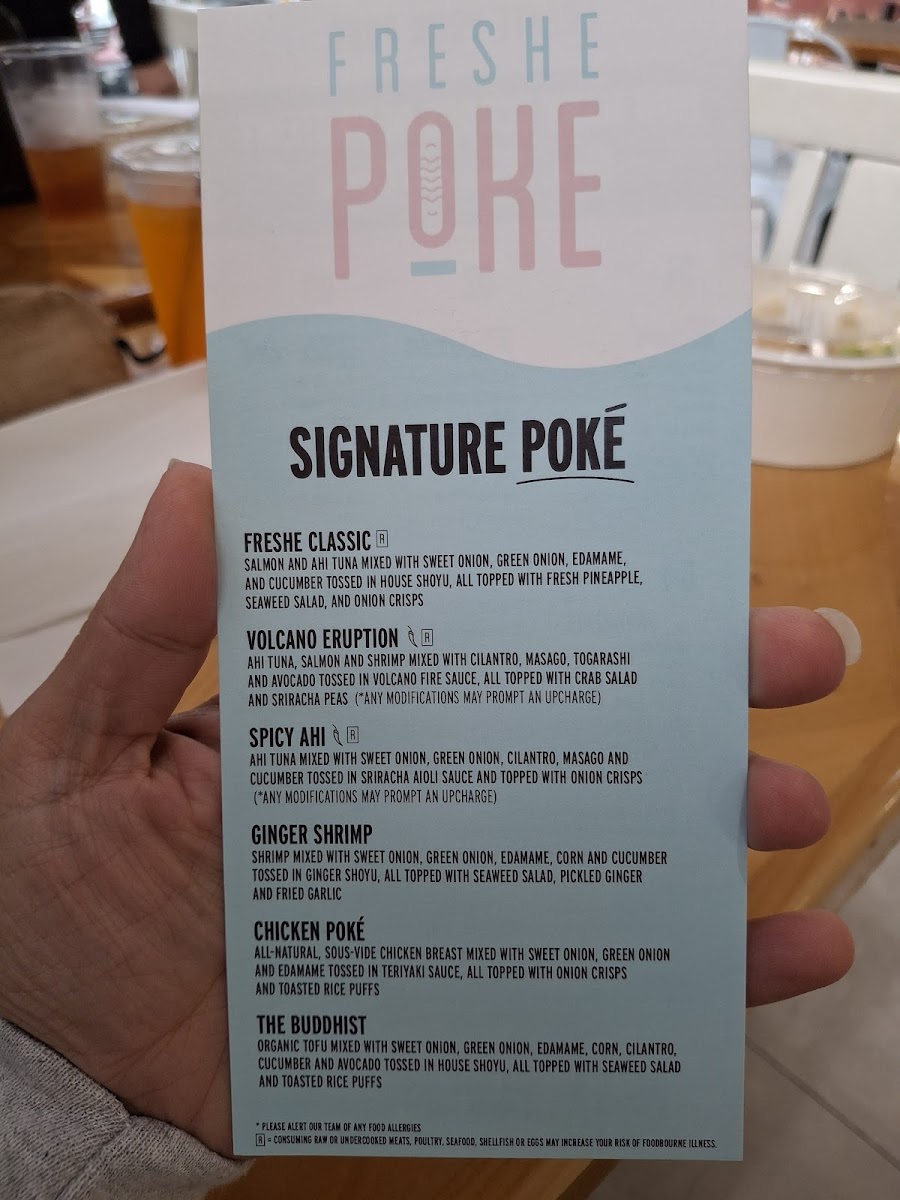 FRESHE
POKE
SIGNATURE POKÉ
FRESHE CLASSIC R
SALMON AND AHI TUNA MIXED WITH SWEET ONION, GREEN ONION, EDAMAME,
AND CUCUMBER TOSSED IN HOUSE SHOYU, ALL TOPPED WITH FRESH PINEAPPLE,
SEAWEED SALAD, AND ONION CRISPS
VOLCANO ERUPTION R
AHI TUNA, SALMON AND SHRIMP MIXED WITH CILANTRO, MASAGO, TOGARASHI
AND AVOCADO TOSSED IN VOLCANO FIRE SAUCE, ALL TOPPED WITH CRAB SALAD
AND SRIRACHA PEAS (*ANY MODIFICATIONS MAY PROMPT AN UPCHARGE)
SPICY AHI R
AHI TUNA MIXED WITH SWEET ONION, GREEN ONION, CILANTRO, MASAGO AND
CUCUMBER TOSSED IN SRIRACHA AIOLI SAUCE AND TOPPED WITH ONION CRISPS
(*ANY MODIFICATIONS MAY PROMPT AN UPCHARGE)
GINGER SHRIMP
SHRIMP MIXED WITH SWEET ONION, GREEN ONION, EDAMAME, CORN AND CUCUMBER
TOSSED IN GINGER SHOYU, ALL TOPPED WITH SEAWEED SALAD, PICKLED GINGER
AND FRIED GARLIC
CHICKEN POKÉ
ALL-NATURAL, SOUS-VIDE CHICKEN BREAST MIXED WITH SWEET ONION, GREEN ONION
AND EDAMAME TOSSED IN TERIYAKI SAUCE, ALL TOPPED WITH ONION CRISPS
AND TOASTED RICE PUFFS
THE BUDDHIST
ORGANIC TOFU MIXED WITH SWEET ONION, GREEN ONION, EDAMAME, CORN, CILANTRO,
CUCUMBER AND AVOCADO TOSSED IN HOUSE SHOYU, ALL TOPPED WITH SEAWEED SALAD
AND TOASTED RICE PUFFS
* PLEASE ALERT OUR TEAM OF ANY FOOD ALLERGIES
R = CONSUMING RAW OR UNDERCOOKED MEATS, POULTRY, SEAFOOD, SHELLFISH OR EGGS MAY INCREASE YOUR RISK OF FOODBOURNE ILLNESS.